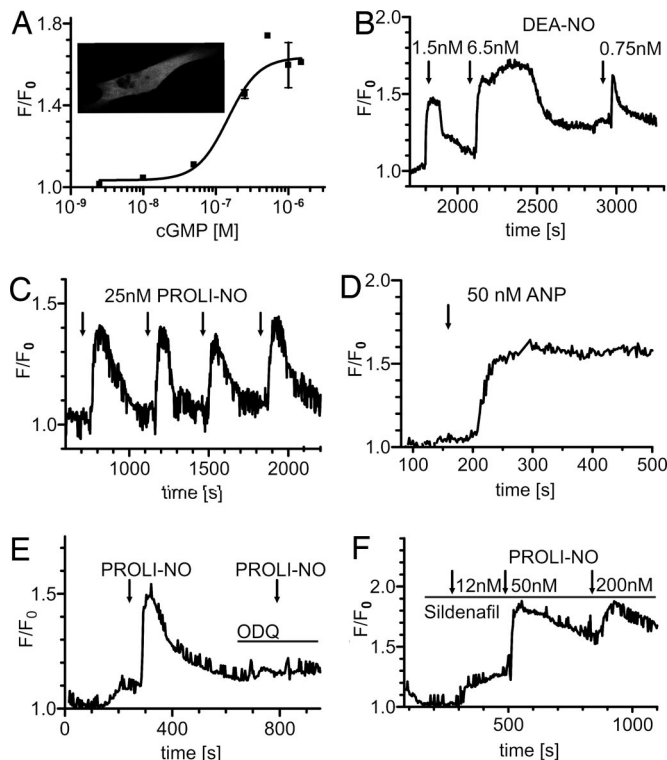 A
F/F0
1.8
1.4
1.0
10-9 10-8 10-7 10-6
cGMP [M]
B
DEA-NO
1.5nM 6.5nM 0.75nM
F/F0
2.0
1.5
1.0
2000 2500 3000
time [s]
C
25nM PROLI-NO
F/F0
1.5
1.0
1000 1500 2000
time [s]
D
50 nM ANP
F/F0
2.0
1.5
1.0
100 200 300 400 500
time [s]
E
PROLI-NO PROLI-NO
ODQ
F/F0
1.5
1.0
0 400 800
time [s]
F
PROLI-NO
12nM 50nM 200nM
Sildenafil
F/F0
2.0
1.6
1.2
500 1000
time [s]